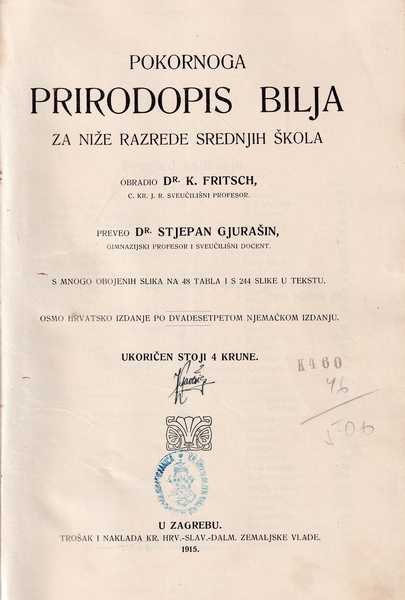 POKORNOGA
PRIRODOPIS BILJA
ZA NIŽE RAZREDE SREDNJIH ŠKOLA
OBRADIO DR. K. FRITSCH,
C. KR. J. R. SVEUČILIŠNI PROFESOR.
PREVEO DR. STJEPAN GJURAŠIN,
GIMNAZIJSKI PROFESOR I SVEUČILIŠNI DOCENT.
S MNOGO OBOJENIH SLIKA NA 48 TABLA I S 244 SLIKE U TEKSTU.
OSMO HRVATSKO IZDANJE PO DVADESETPETOM NJEMAČKOM IZDANJU.
UKORIČEN STOJI 4 KRUNE.
K460
U ZAGREBU.
TROŠAK I NAKLADA KR. HRV.-SLAV.-DALM. ZEMALJSKE VLADE.
1915.